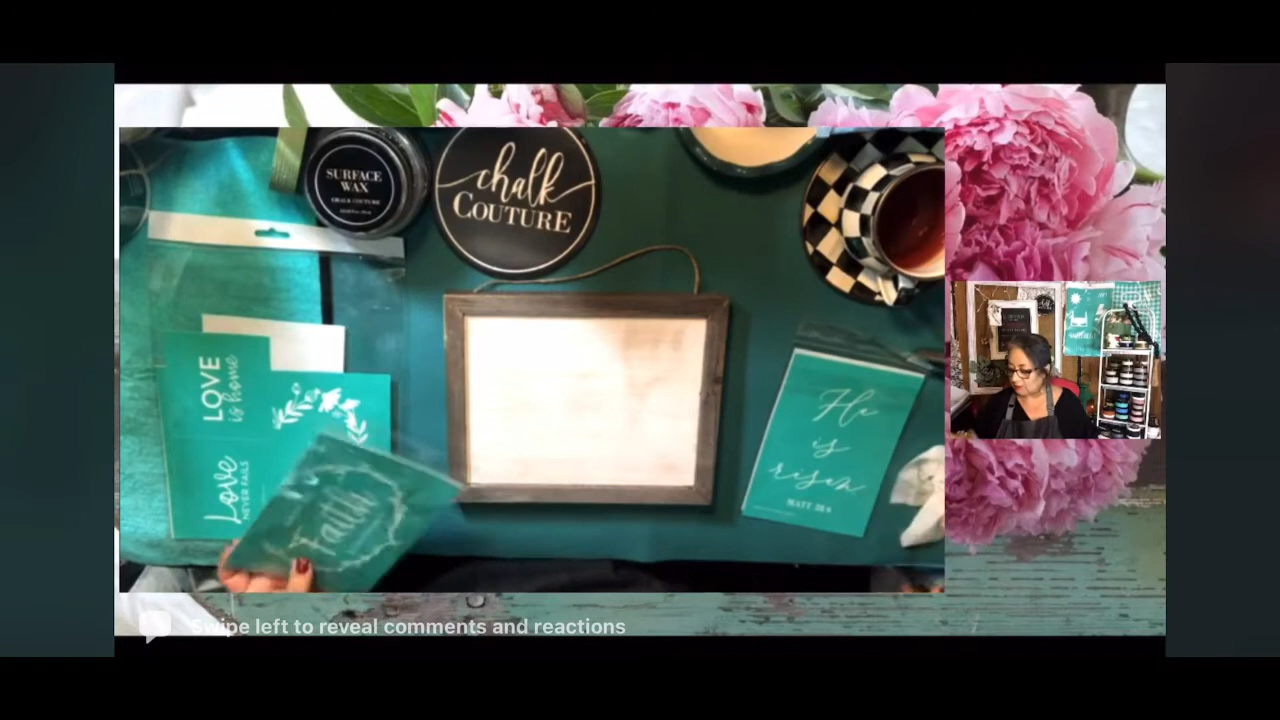 SURFACE
WAX
CHALK COUTURE
chalk
COUTURE
LOVE
is home
Love
NEVER FAILS
Faith
He
is
risen
MATT 28:6
Swipe left to reveal comments and reactions